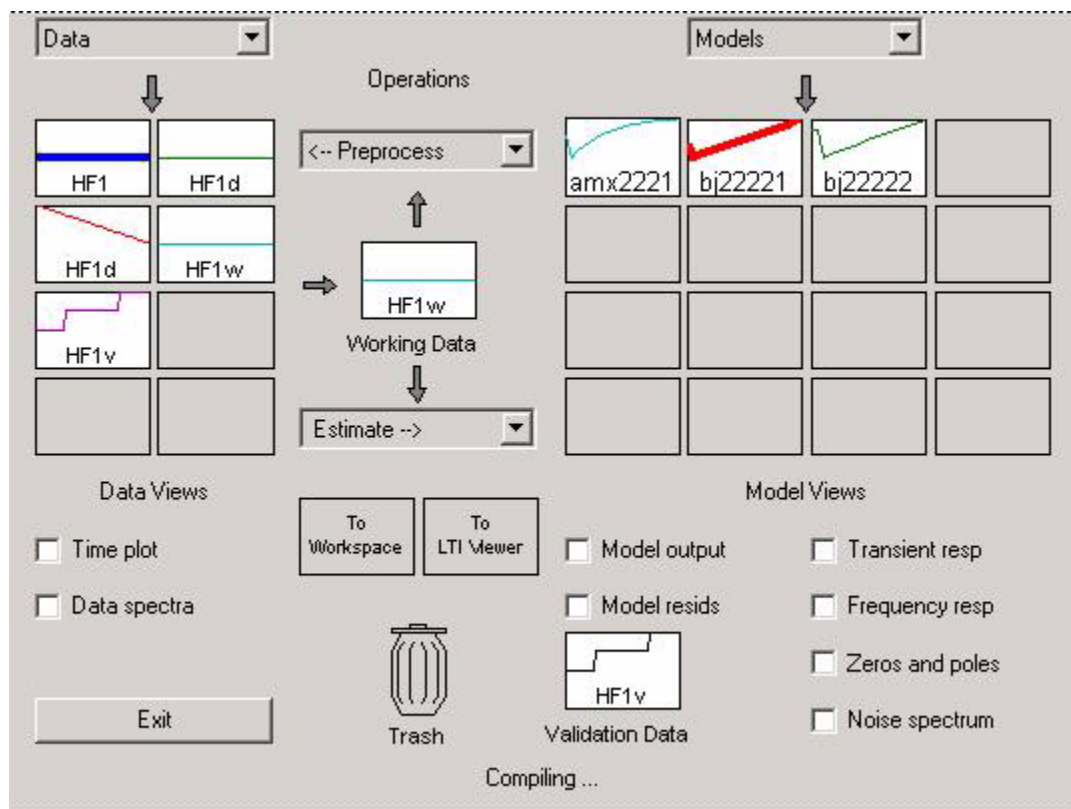 Data
Models
Operations
<-- Preprocess
HF1
HF1d
amx2221
bj22221
bj22222
HF1d
HF1w
HF1w
Working Data
HF1v
Estimate -->
Data Views
Model Views
To
Workspace
To
LTI Viewer
Time plot
Model output
Transient resp
Data spectra
Model resids
Frequency resp
Zeros and poles
HF1v
Exit
Trash
Validation Data
Noise spectrum
Compiling ...